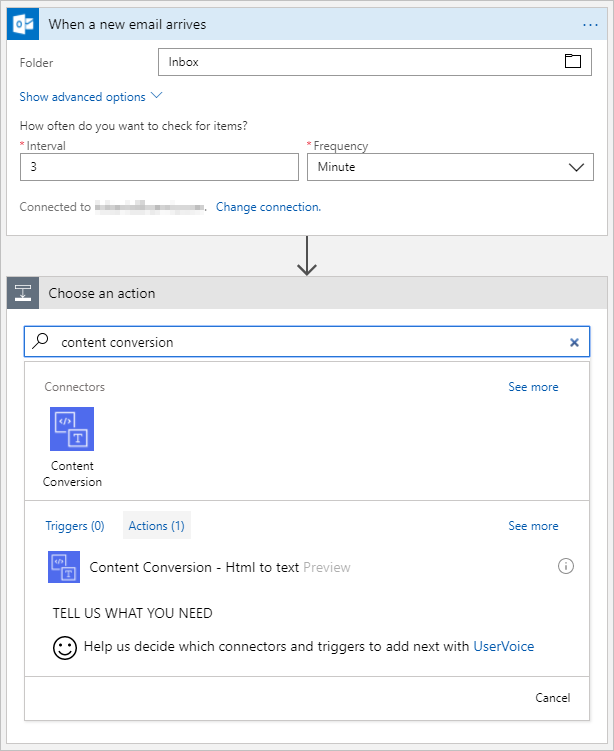 When a new email arrives
...
Folder
Inbox
Show advanced options
How often do you want to check for items?
*Interval
*Frequency
3
Minute
Connected to . Change connection.
Choose an action
content conversion
Connectors
See more
Content
Conversion
Triggers (0)
Actions (1)
See more
Content Conversion - Html to text Preview
TELL US WHAT YOU NEED
Help us decide which connectors and triggers to add next with UserVoice
Cancel